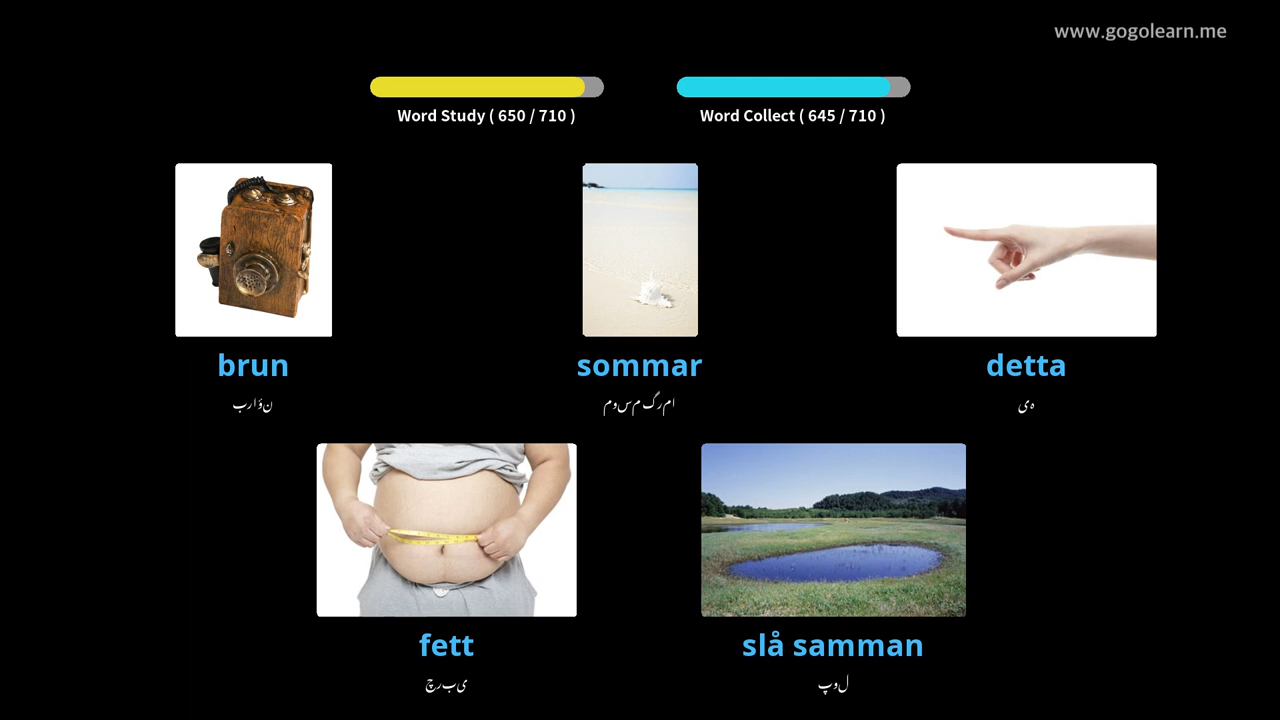 www.gogolearn.me
Word Study ( 650 / 710 )
Word Collect ( 645 / 710 )
brun
sommar
detta
نؤارب
امرگ مسوم
ہی
fett
slå samman
یبرچ
لوپ